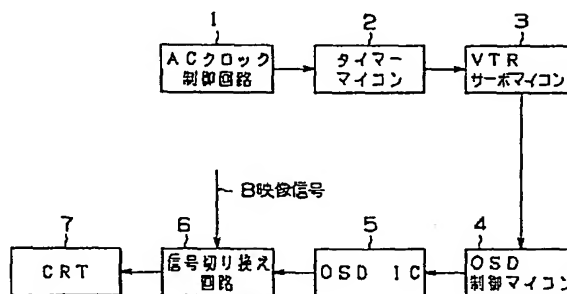 1
ACクロック
制御回路
2
タイマー
マイコン
3
VTR
サーボマイコン
B映像信号
7
CRT
6
信号切り換え
回路
5
OSD IC
4
OSD
制御マイコン